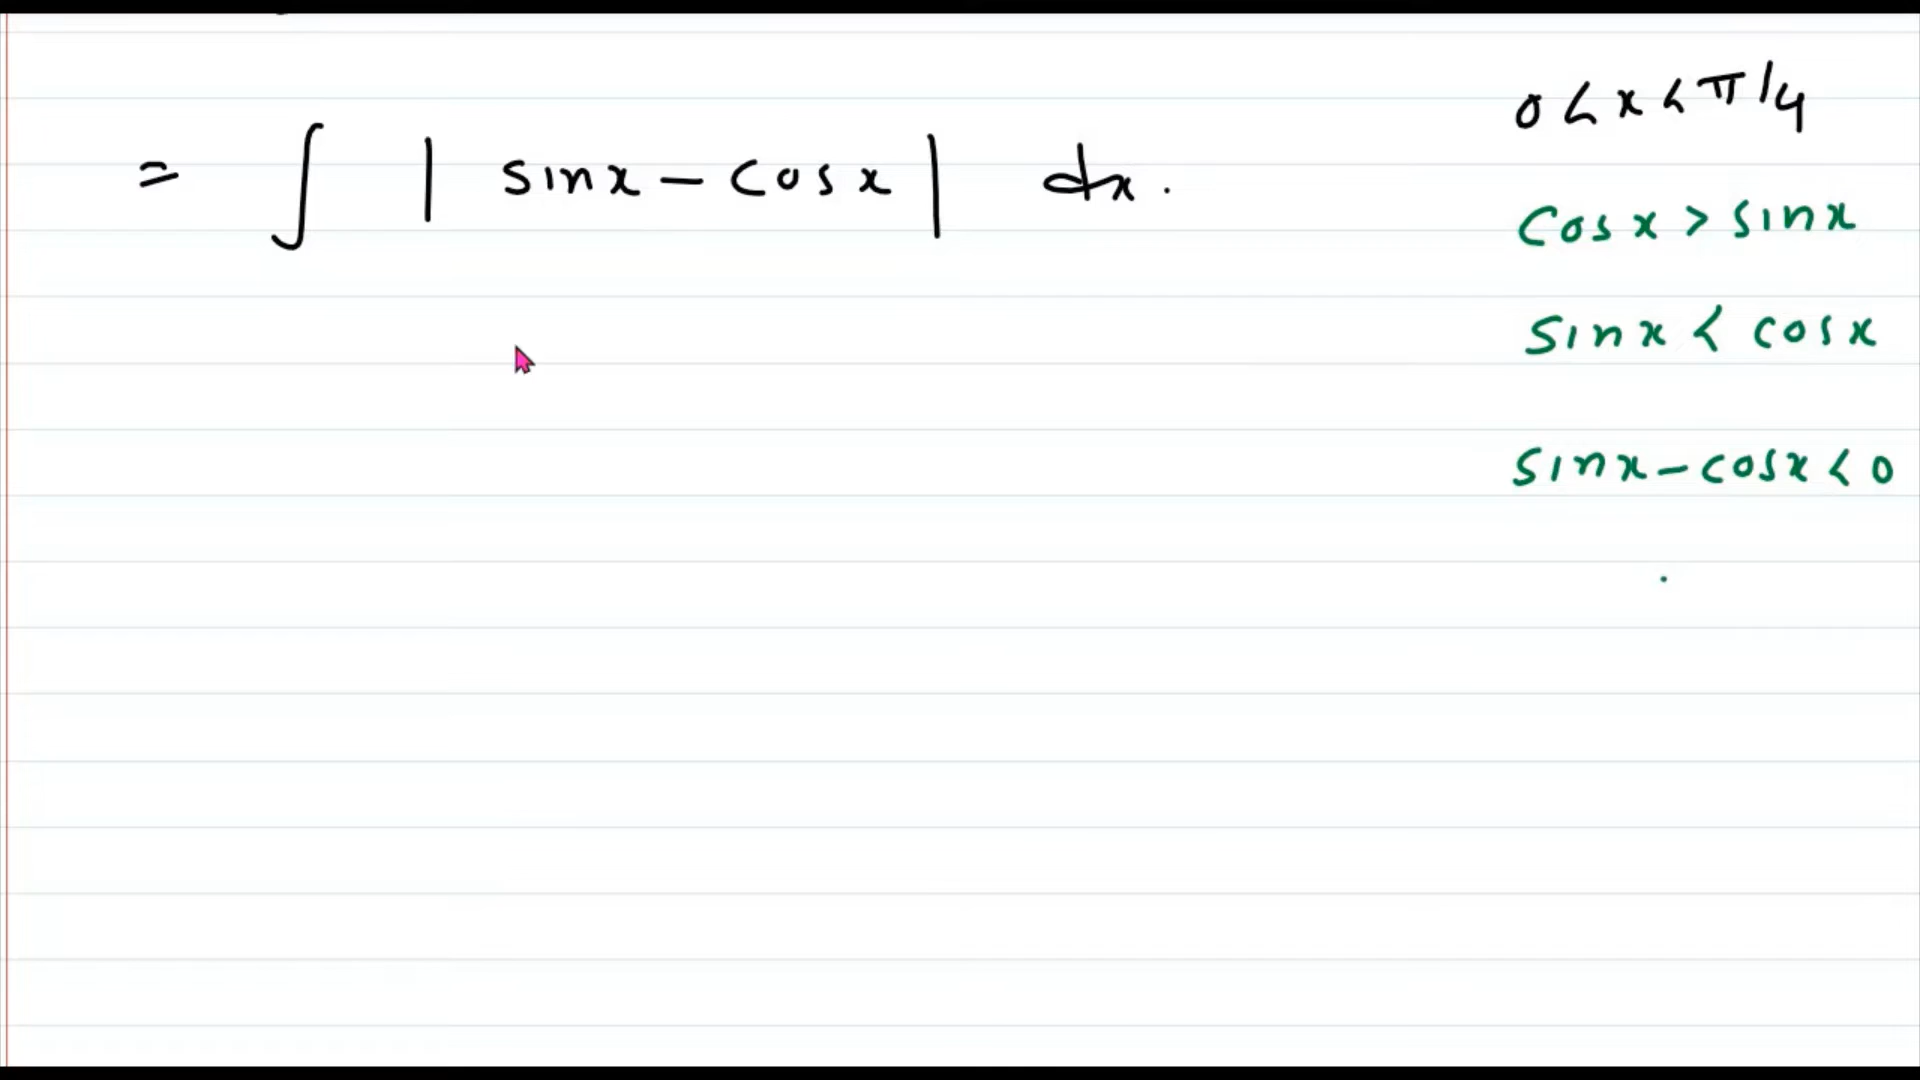 = ∫ | sinx - cosx | dx.
0 < x < π/4
cosx > sinx
sinx < cosx
sinx - cosx < 0